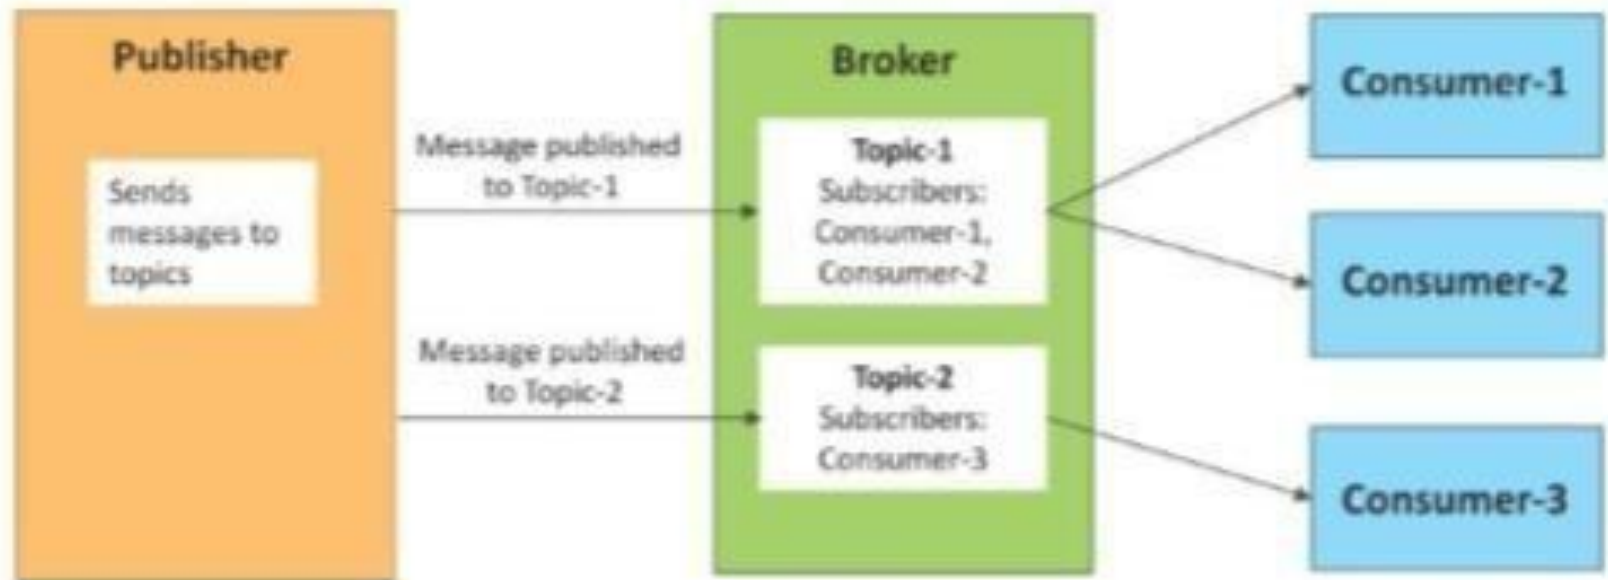 Publisher
Sends
messages to
topics
Message published
to Topic-1
Message published
to Topic-2
Broker
Topic-1
Subscribers:
Consumer-1,
Consumer-2
Topic-2
Subscribers:
Consumer-3
Consumer-1
Consumer-2
Consumer-3